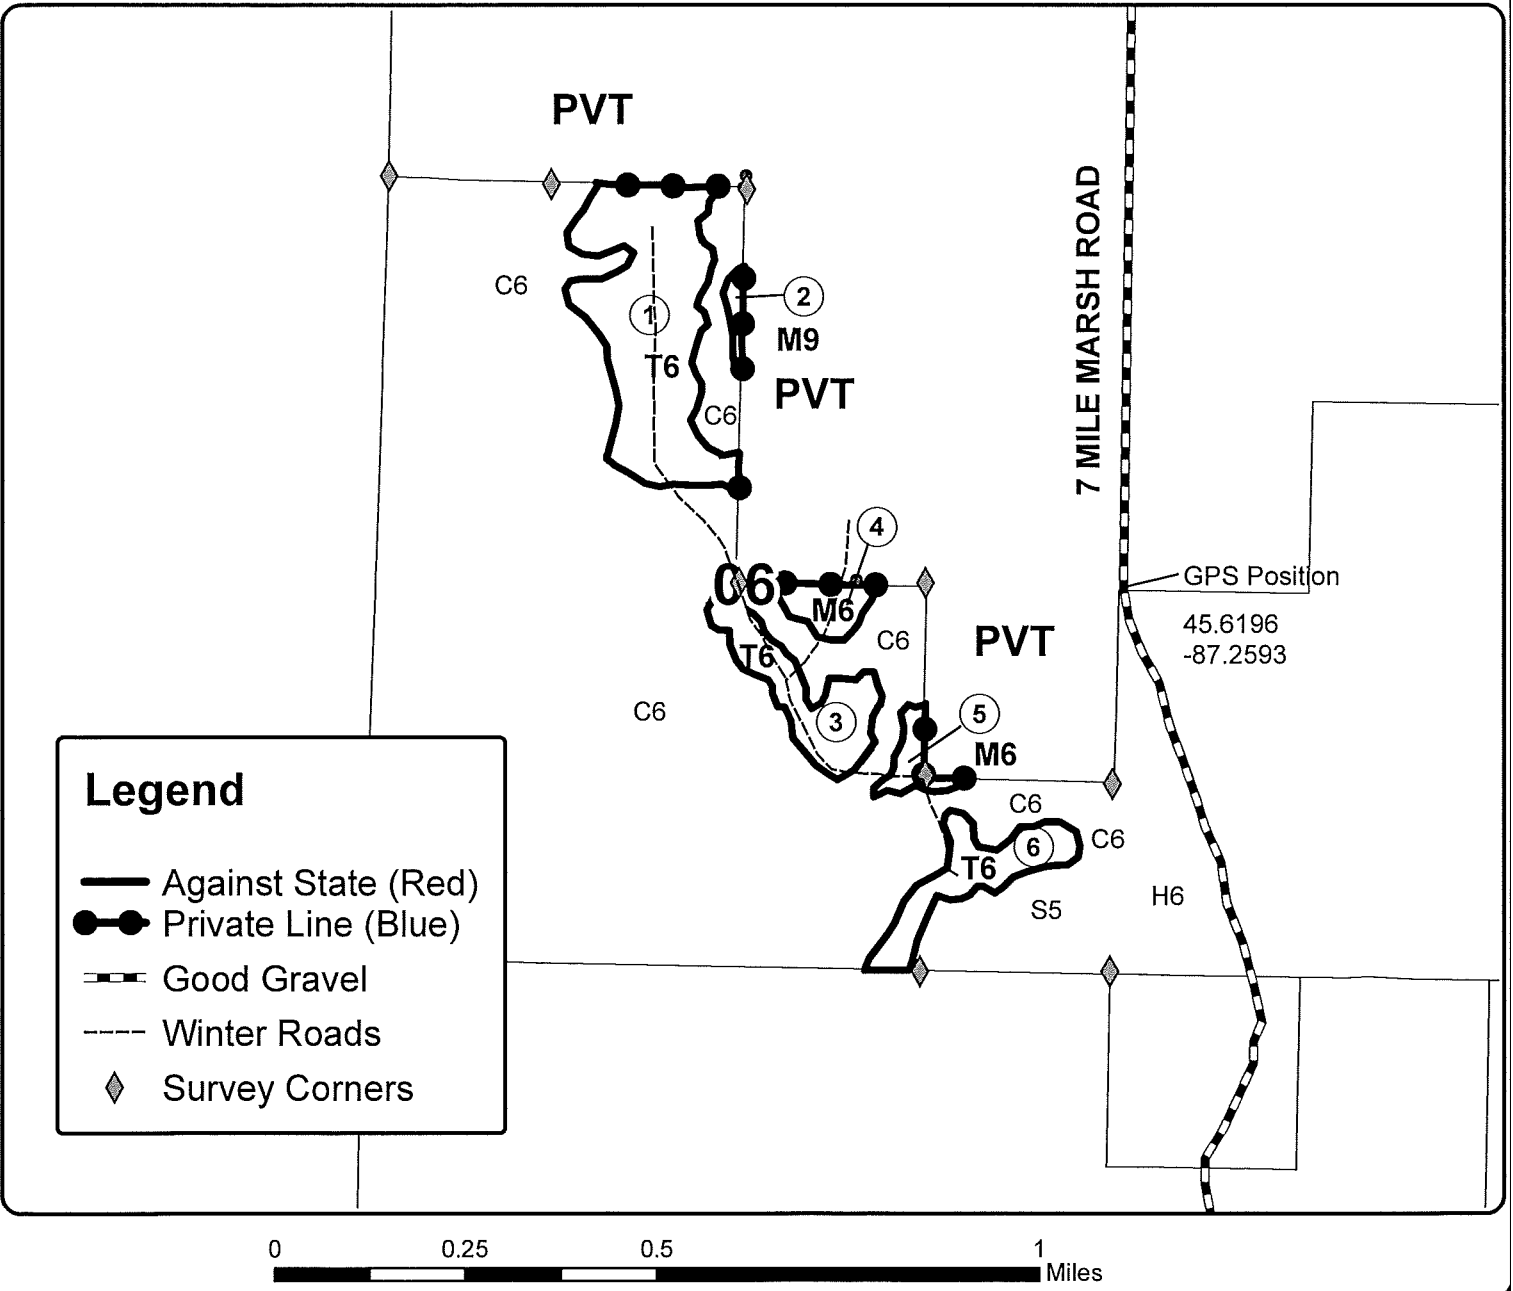 PVT
7 MILE MARSH ROAD
C6
1
2
M9
T6
PVT
C6
4
06
M6
GPS Position
45.6196
-87.2593
C6
PVT
T6
C6
3
5
M6
C6
C6
6
T6
H6
S5
Legend
Against State (Red)
Private Line (Blue)
Good Gravel
Winter Roads
Survey Corners
0 0.25 0.5 1
Miles